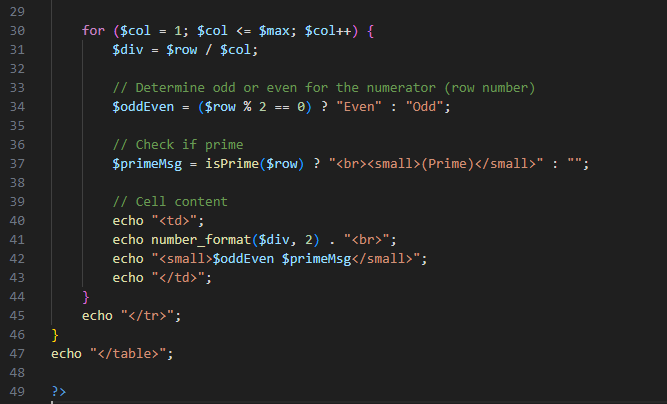 29
30 for ($col = 1; $col <= $max; $col++) {
31 $div = $row / $col;
32
33 // Determine odd or even for the numerator (row number)
34 $oddEven = ($row % 2 == 0) ? "Even" : "Odd";
35
36 // Check if prime
37 $primeMsg = isPrime($row) ? "<br><small>(Prime)</small>" : "";
38
39 // Cell content
40 echo "<td>";
41 echo number_format($div, 2) . "<br>";
42 echo "<small>$oddEven $primeMsg</small>";
43 echo "</td>";
44 }
45 echo "</tr>";
46 }
47 echo "</table>";
48
49 ?>